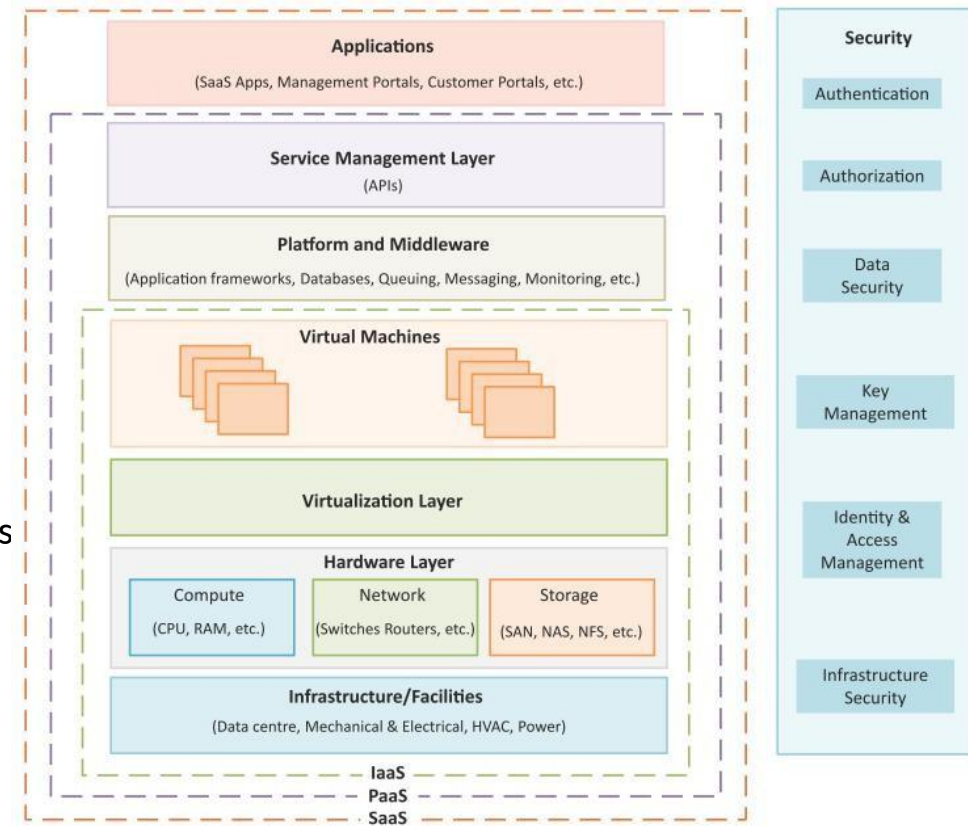 Applications
(SaaS Apps, Management Portals, Customer Portals, etc.)
Service Management Layer
(APIs)
Platform and Middleware
(Application frameworks, Databases, Queuing, Messaging, Monitoring, etc.)
Virtual Machines
Virtualization Layer
s
Hardware Layer
Compute
(CPU, RAM, etc.)
Network
(Switches Routers, etc.)
Storage
(SAN, NAS, NFS, etc.)
Infrastructure/Facilities
(Data centre, Mechanical & Electrical, HVAC, Power)
IaaS
PaaS
SaaS
Security
Authentication
Authorization
Data
Security
Key
Management
Identity &
Access
Management
Infrastructure
Security